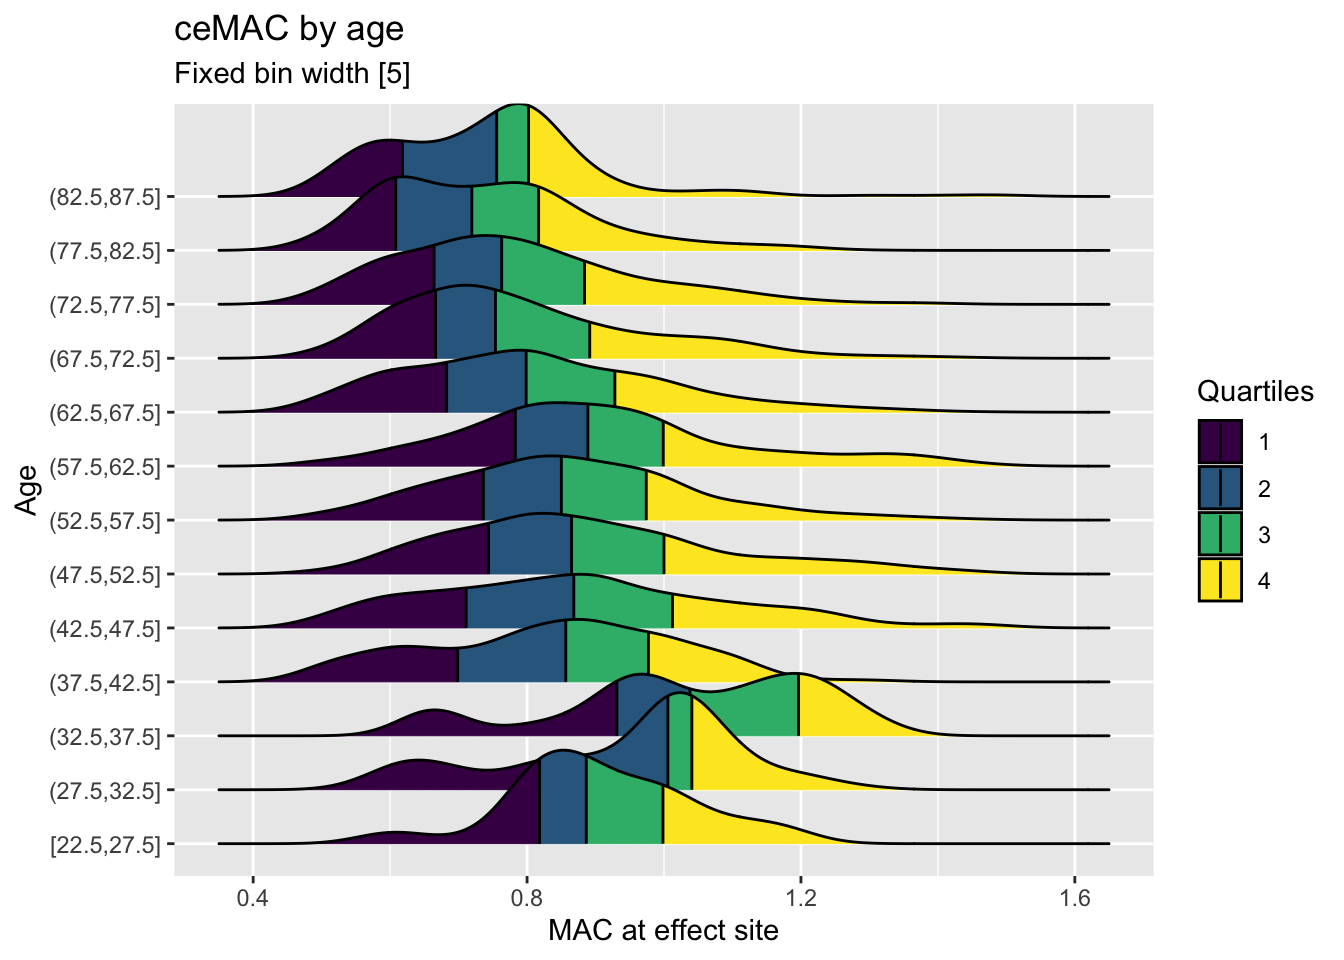 ceMAC by age
Fixed bin width [5]
(82.5,87.5]
(77.5,82.5]
(72.5,77.5]
(67.5,72.5]
(62.5,67.5]
(57.5,62.5]
(52.5,57.5]
(47.5,52.5]
(42.5,47.5]
(37.5,42.5]
(32.5,37.5]
(27.5,32.5]
[22.5,27.5]
Age
0.4 0.8 1.2 1.6
MAC at effect site
Quartiles
1
2
3
4